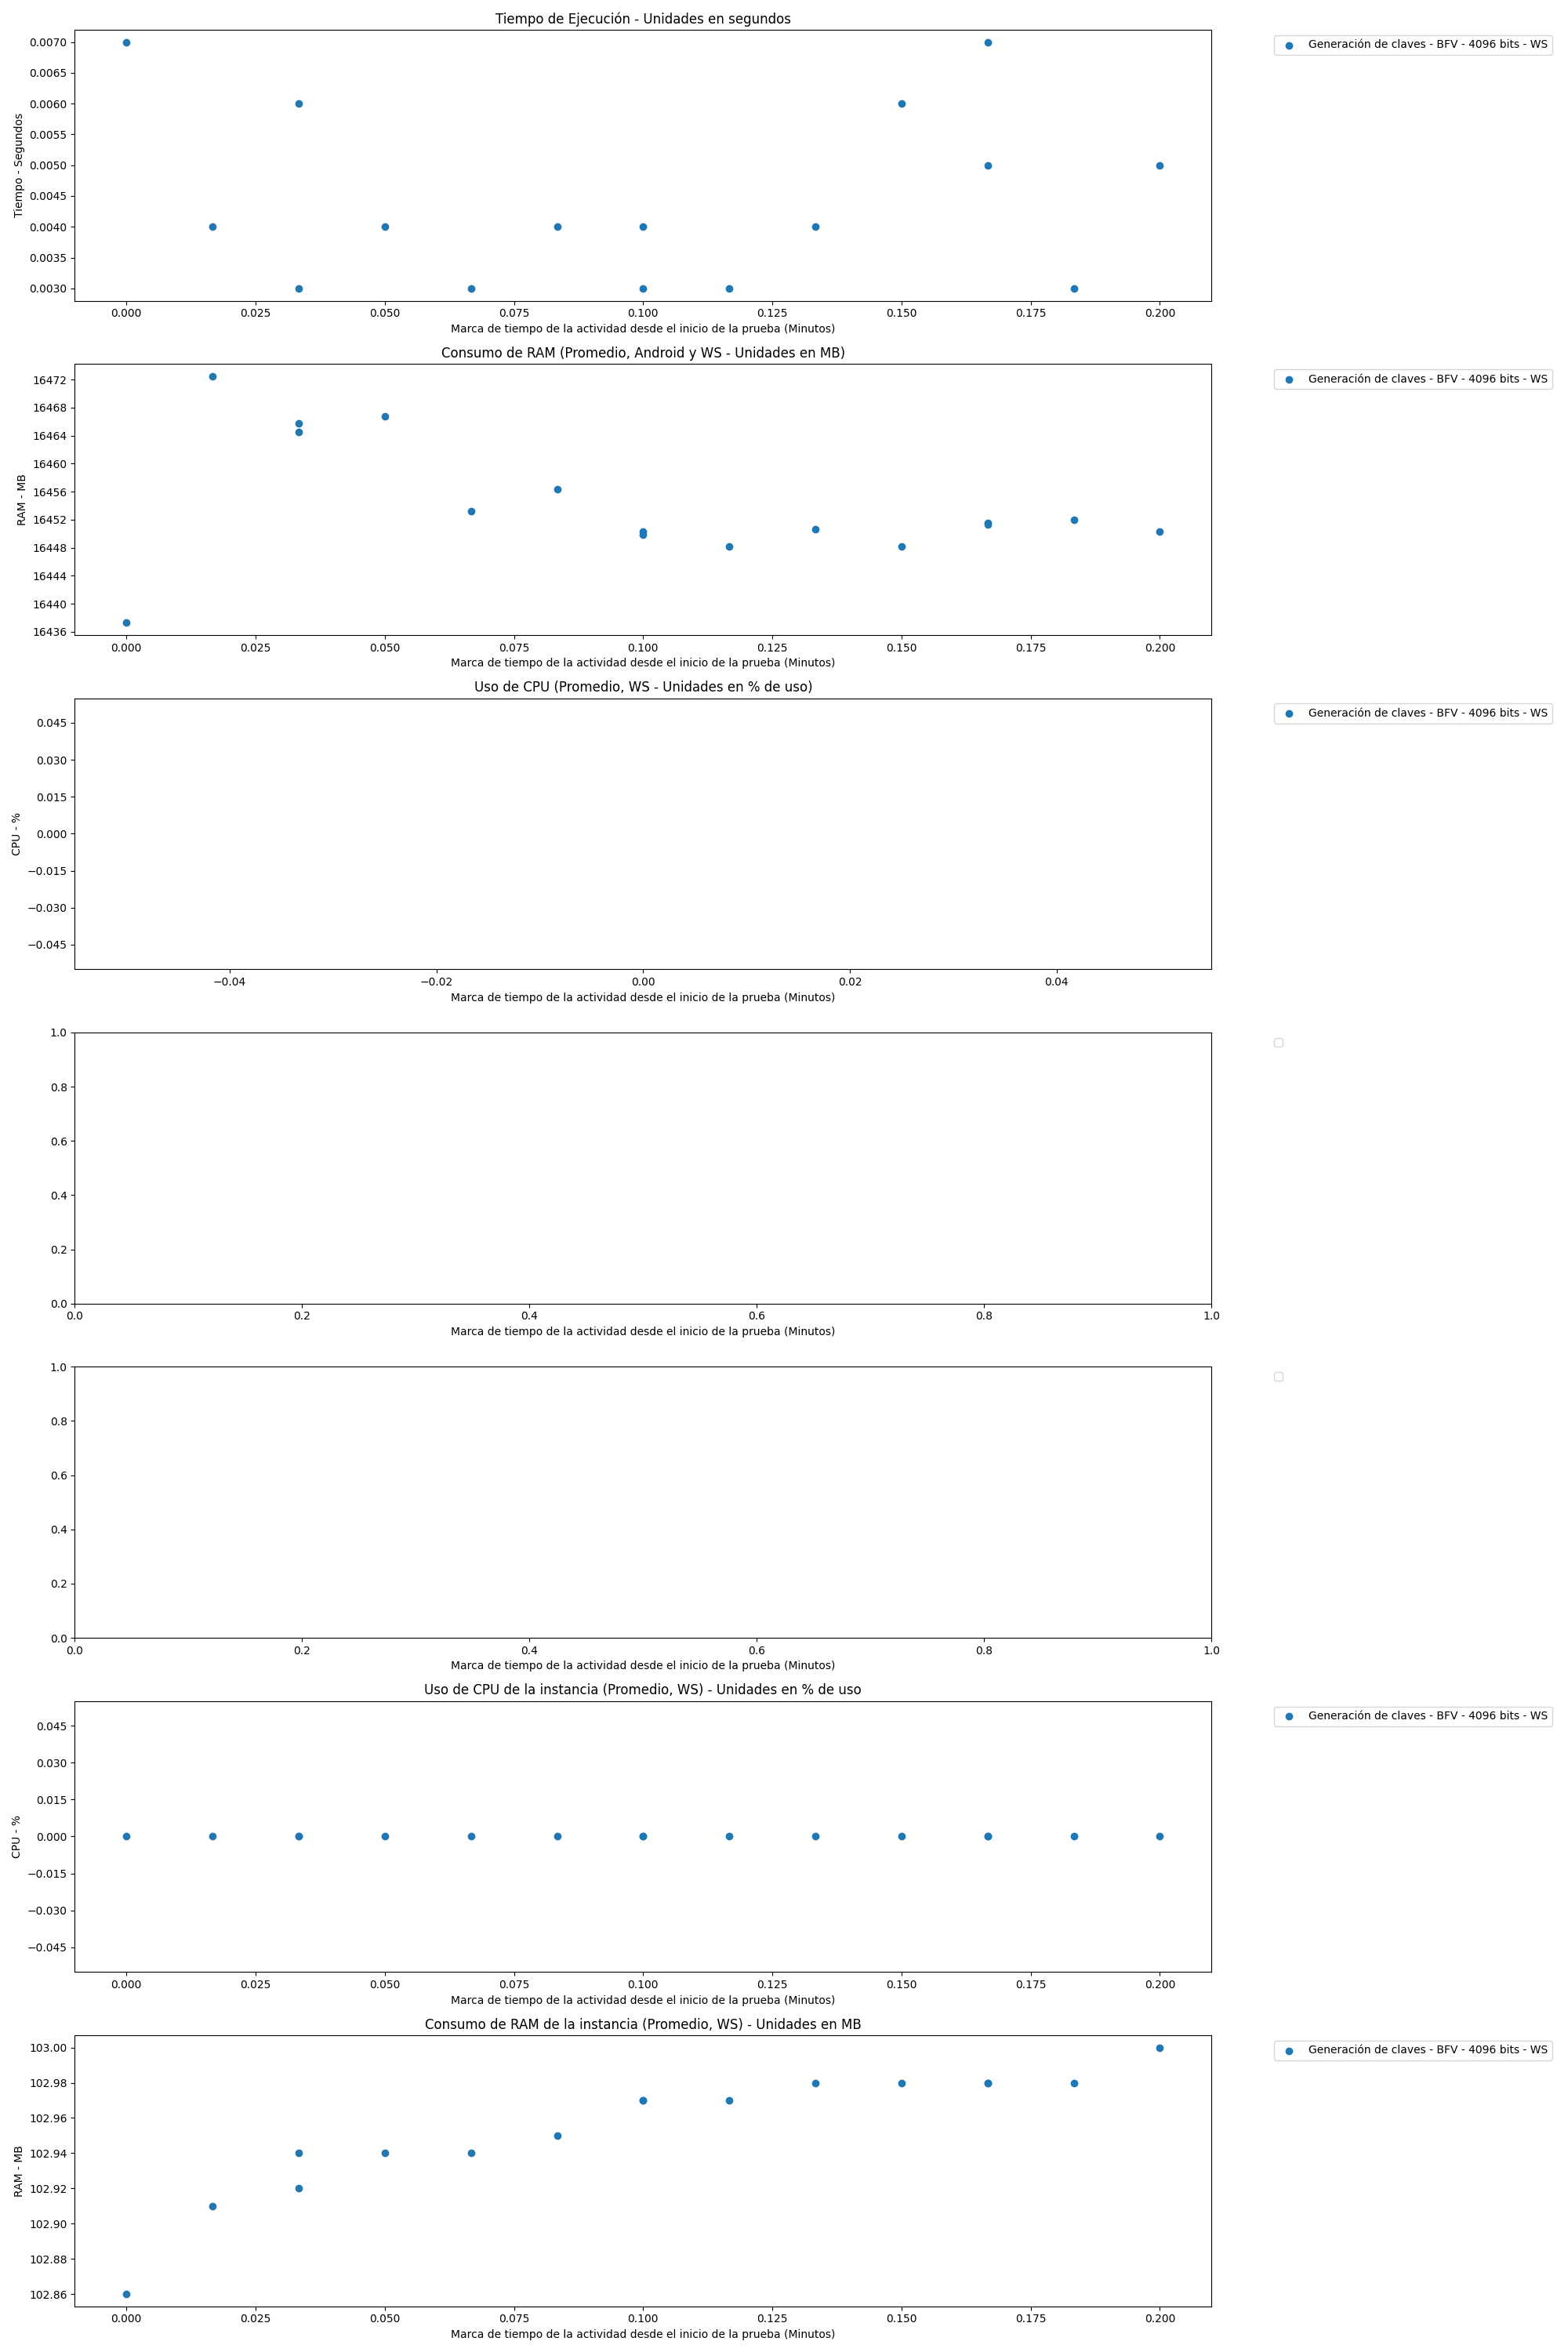 Tiempo de Ejecución - Unidades en segundos
0.0070
0.0065
0.0060
0.0055
0.0050
0.0045
0.0040
0.0035
0.0030
Tiempo - Segundos
0.000 0.025 0.050 0.075 0.100 0.125 0.150 0.175 0.200
Marca de tiempo de la actividad desde el inicio de la prueba (Minutos)
Generación de claves - BFV - 4096 bits - WS
Consumo de RAM (Promedio, Android y WS - Unidades en MB)
16472
16468
16464
16460
16456
16452
16448
16444
16440
16436
RAM - MB
0.000 0.025 0.050 0.075 0.100 0.125 0.150 0.175 0.200
Marca de tiempo de la actividad desde el inicio de la prueba (Minutos)
Generación de claves - BFV - 4096 bits - WS
Uso de CPU (Promedio, WS - Unidades en % de uso)
0.045
0.030
0.015
0.000
−0.015
−0.030
−0.045
CPU - %
−0.04 −0.02 0.00 0.02 0.04
Marca de tiempo de la actividad desde el inicio de la prueba (Minutos)
Generación de claves - BFV - 4096 bits - WS
1.0
0.8
0.6
0.4
0.2
0.0
0.0 0.2 0.4 0.6 0.8 1.0
Marca de tiempo de la actividad desde el inicio de la prueba (Minutos)
1.0
0.8
0.6
0.4
0.2
0.0
0.0 0.2 0.4 0.6 0.8 1.0
Marca de tiempo de la actividad desde el inicio de la prueba (Minutos)
Uso de CPU de la instancia (Promedio, WS) - Unidades en % de uso
0.045
0.030
0.015
0.000
−0.015
−0.030
−0.045
CPU - %
0.000 0.025 0.050 0.075 0.100 0.125 0.150 0.175 0.200
Marca de tiempo de la actividad desde el inicio de la prueba (Minutos)
Generación de claves - BFV - 4096 bits - WS
Consumo de RAM de la instancia (Promedio, WS) - Unidades en MB
103.00
102.98
102.96
102.94
102.92
102.90
102.88
102.86
RAM - MB
0.000 0.025 0.050 0.075 0.100 0.125 0.150 0.175 0.200
Marca de tiempo de la actividad desde el inicio de la prueba (Minutos)
Generación de claves - BFV - 4096 bits - WS